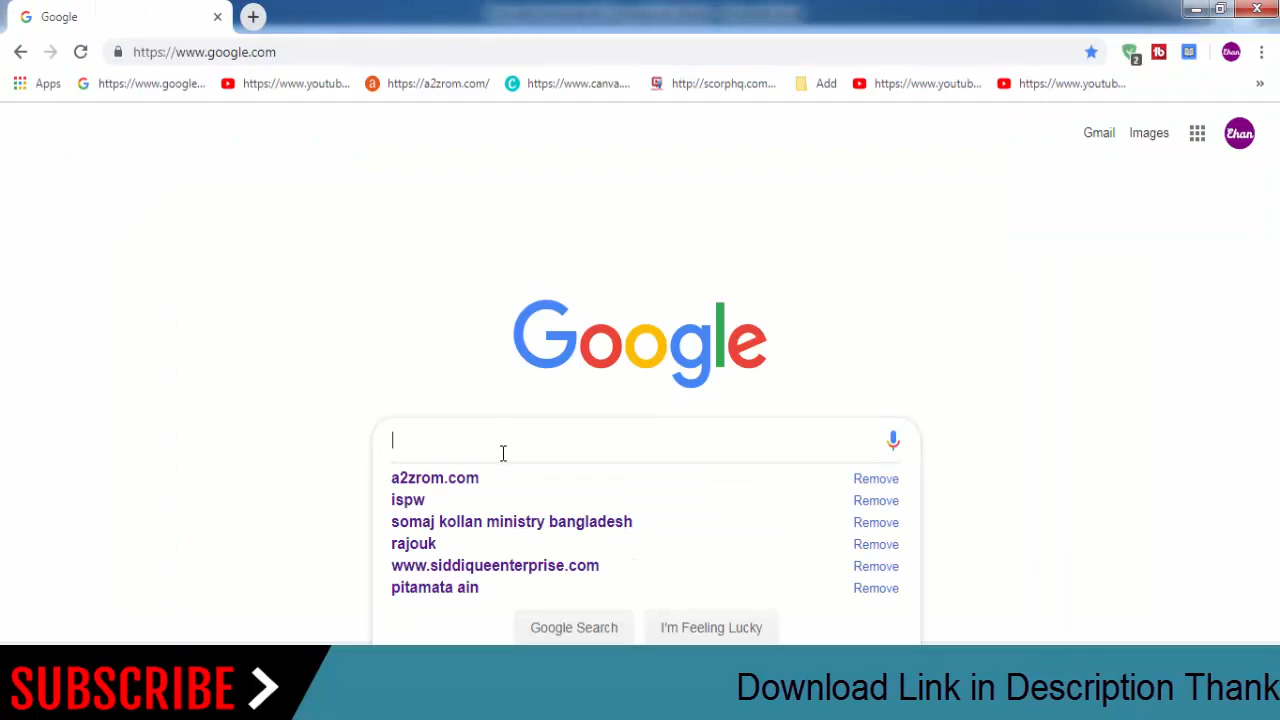 Google
https://www.google.com
2
Ehan
Apps
https://www.google...
https://www.youtub...
https://a2zrom.com/
https://www.canva....
http://scorphq.com...
Add
https://www.youtub...
https://www.youtub...
»
Gmail
Images
Ehan
Google
a2zrom.com Remove
ispw Remove
somaj kollan ministry bangladesh Remove
rajouk Remove
www.siddiqueenterprise.com Remove
pitamata ain Remove
Google Search
I'm Feeling Lucky
SUBSCRIBE
Download Link in Description Thank